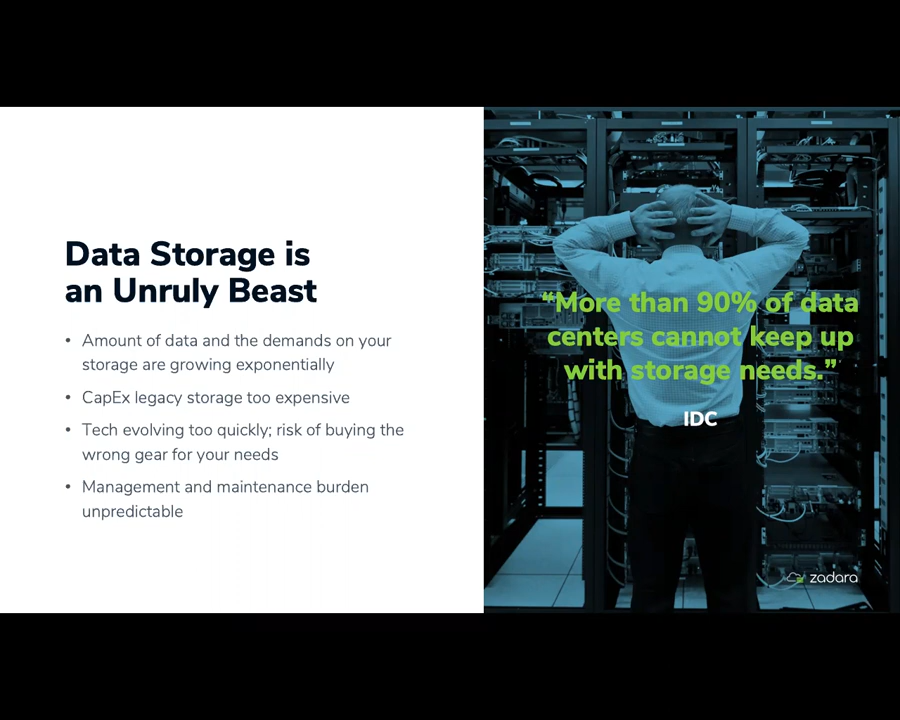 Data Storage is
an Unruly Beast
• Amount of data and the demands on your
storage are growing exponentially
• CapEx legacy storage too expensive
• Tech evolving too quickly; risk of buying the
wrong gear for your needs
• Management and maintenance burden
unpredictable
“More than 90% of data
centers cannot keep up
with storage needs.”
IDC
zadara